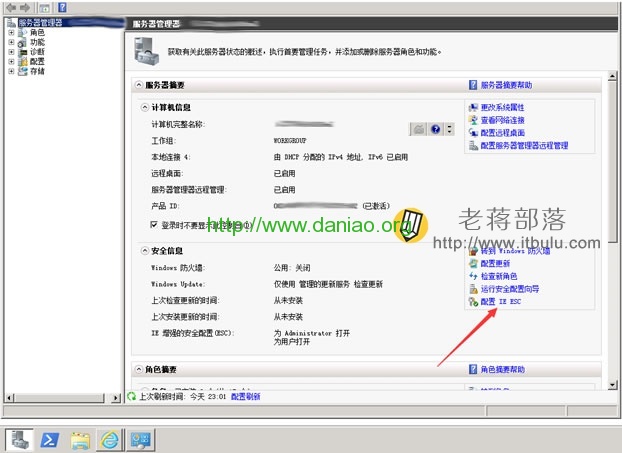 服务器管理器
角色
功能
诊断
配置
存储
服务器管理器
获取有关此服务器状态的概述，执行首要管理任务，并添加或删除服务器角色和功能。
服务器摘要
服务器摘要帮助
计算机信息
计算机完整名称:
工作组: WORKGROUP
本地连接 4: 由 DHCP 分配的 IPv4 地址, IPv6 已启用
远程桌面: 已启用
服务器管理器远程管理: 已启用
产品 ID: (已激活)
登录时不要显示
更改系统属性
查看网络连接
配置远程桌面
配置服务器管理器远程管理
http://www.daniao.org
老蒋部落
http://www.itbulu.com
安全信息
Windows 防火墙: 公用: 关闭
Windows Update: 仅使用 管理的更新服务 检查更新
上次检查更新的时间: 从未安装
上次安装更新的时间: 从未安装
IE 增强的安全配置(ESC): 为 Administrator 打开
为用户打开
转到 Windows 防火墙
配置更新
检查新角色
运行安全配置向导
配置 IE ESC
角色摘要
角色摘要帮助
上次刷新时间: 今天 23:01 配置刷新